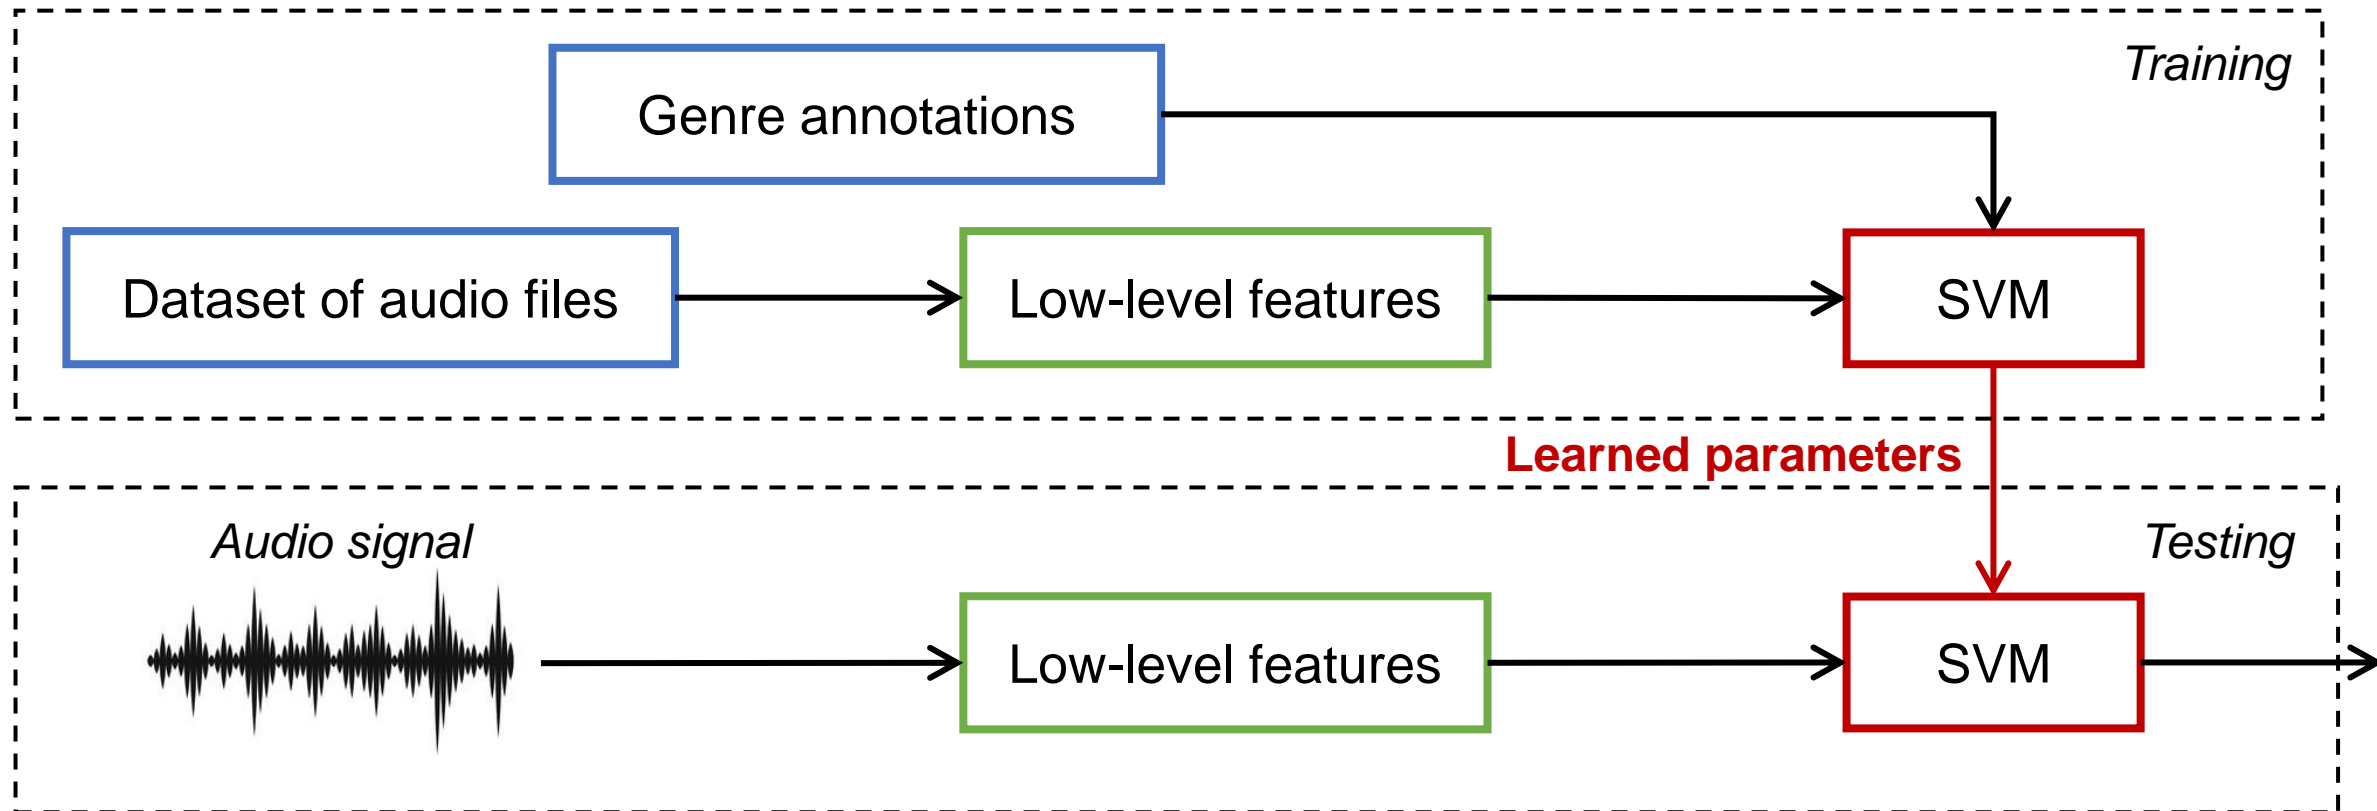 Training
Genre annotations
Dataset of audio files
Low-level features
SVM
Learned parameters
Audio signal
Testing
Low-level features
SVM